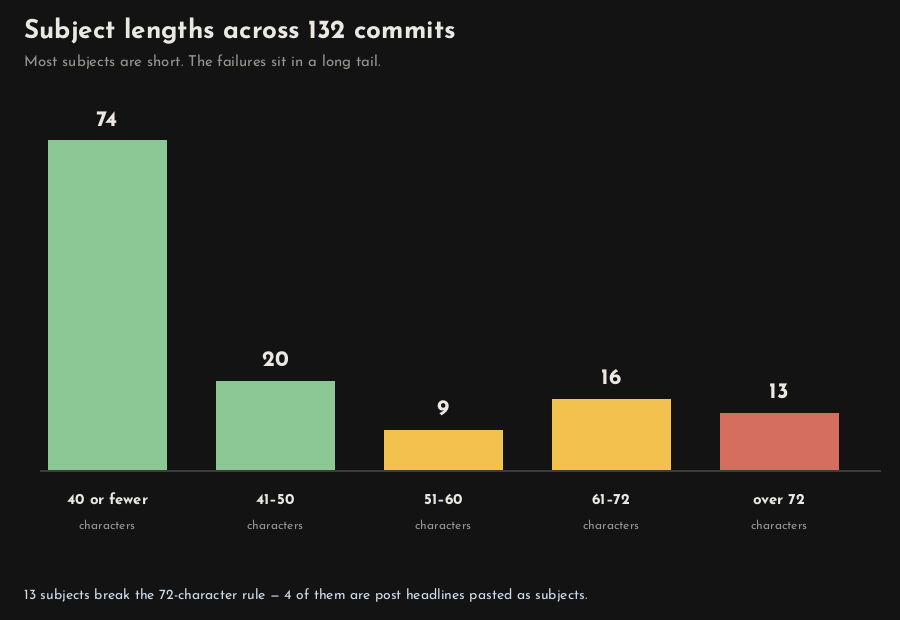 Subject lengths across 132 commits
Most subjects are short. The failures sit in a long tail.
74
20
9
16
13
40 or fewer
41–50
51–60
61–72
over 72
characters
characters
characters
characters
characters
13 subjects break the 72-character rule — 4 of them are post headlines pasted as subjects.